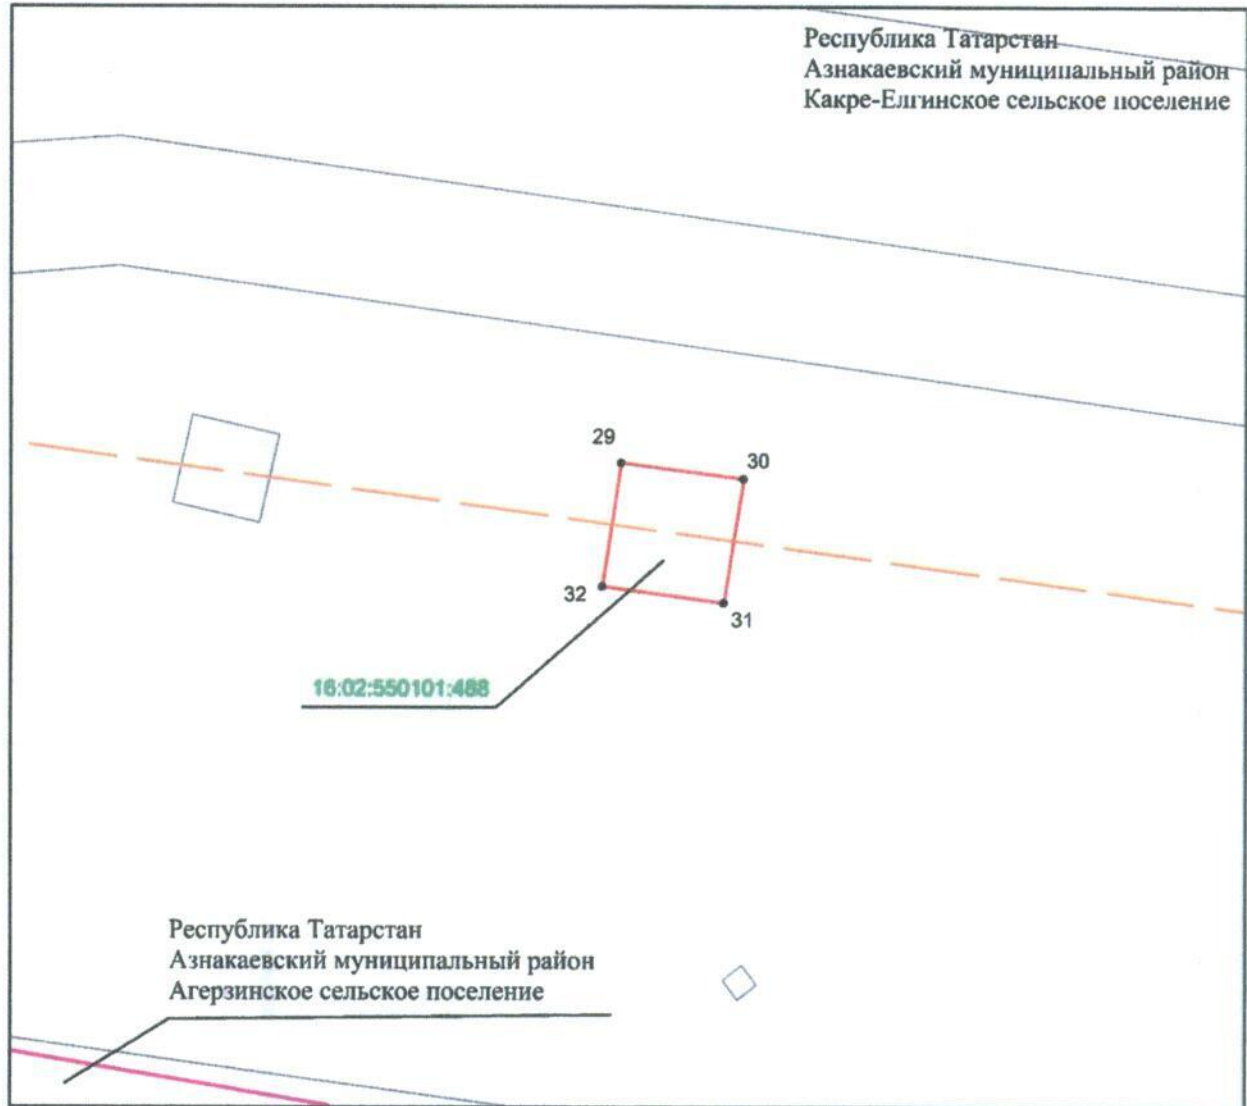 Республика Татарстан
Азнакаевский муниципальный район
Какре-Елгинское сельское поселение
29
30
32
31
16:02:550101:488
Республика Татарстан
Азнакаевский муниципальный район
Агерзинское сельское поселение